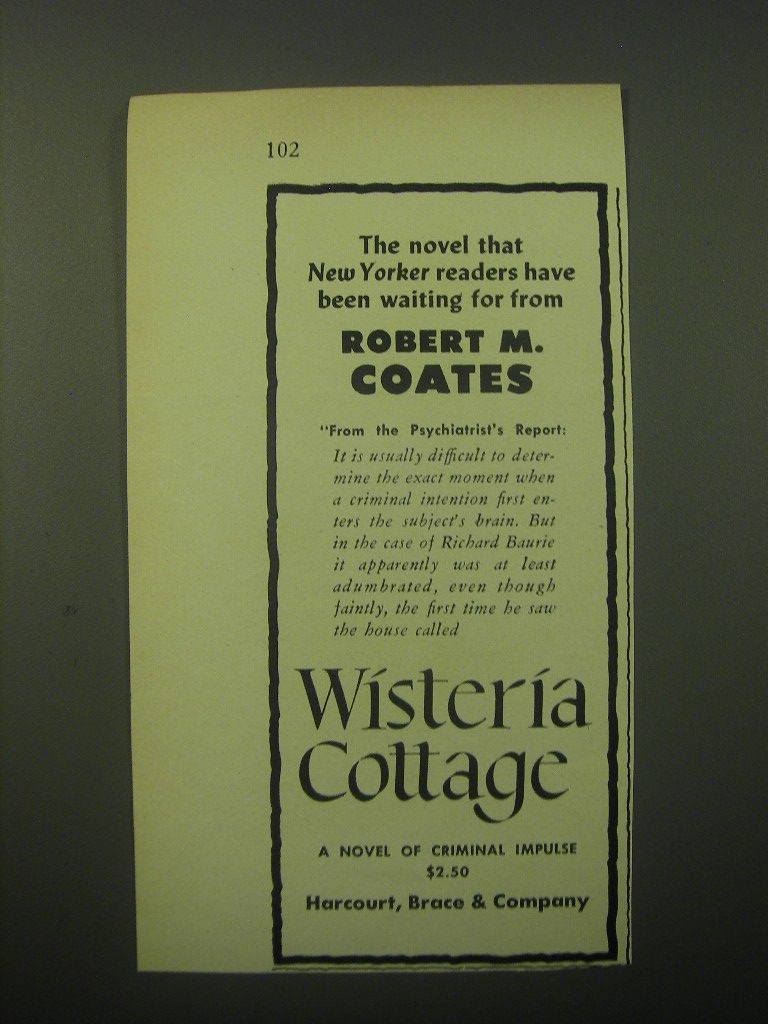 102
The novel that
New Yorker readers have
been waiting for from
ROBERT M.
COATES
"From the Psychiatrist's Report:
It is usually difficult to deter-
mine the exact moment when
a criminal intention first en-
ters the subject's brain. But
in the case of Richard Baurie
it apparently was at least
adumbrated, even though
faintly, the first time he saw
the house called
Wisteria
Cottage
A NOVEL OF CRIMINAL IMPULSE
$2.50
Harcourt, Brace & Company